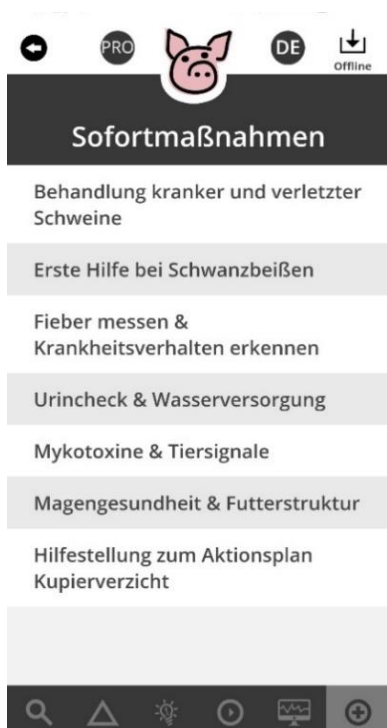 PRO
DE
Offline
Sofortmaßnahmen
Behandlung kranker und verletzter
Schweine
Erste Hilfe bei Schwanzbeißen
Fieber messen &
Krankheitsverhalten erkennen
Urincheck & Wasserversorgung
Mykotoxine & Tiersignale
Magengesundheit & Futterstruktur
Hilfestellung zum Aktionsplan
Kupierverzicht